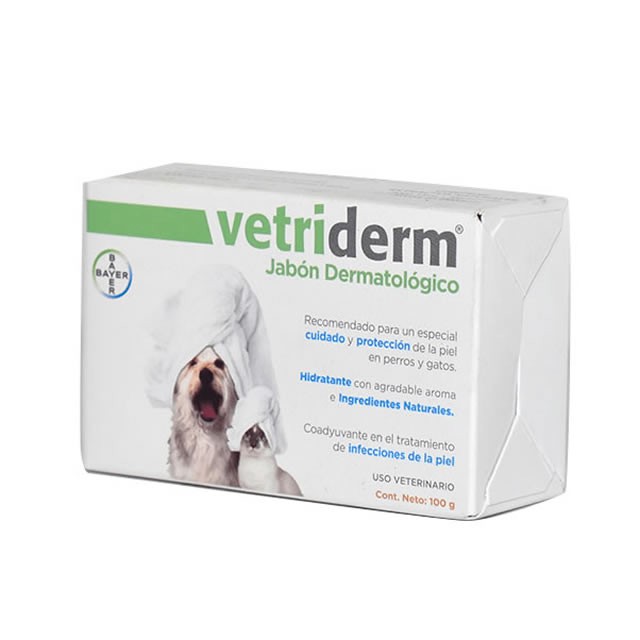 vetriderm®
Jabón Dermatológico
BAYER
BAYER
Recomendado para un especial
cuidado y protección de la piel
en perros y gatos.
Hidratante con agradable aroma
e Ingredientes Naturales.
Coadyuvante en el tratamiento
de infecciones de la piel
USO VETERINARIO
Cont. Neto: 100 g